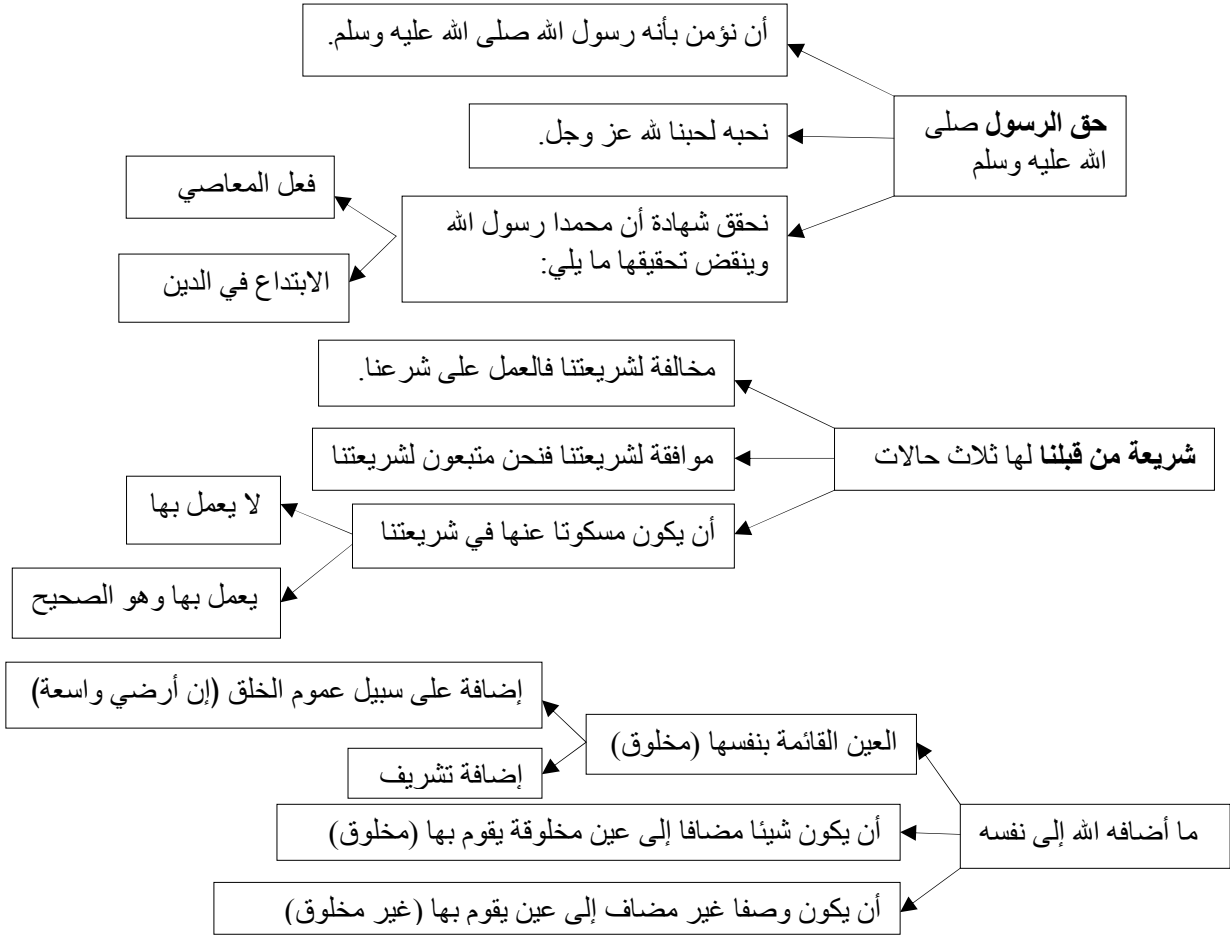 حق الرسول صلى
الله عليه وسلم
أن نؤمن بأنه رسول الله صلى الله عليه وسلم.
نحبه لحبنا لله عز وجل.
نحقق شهادة أن محمدا رسول الله
وينقض تحقيقها ما يلي:
فعل المعاصي
الابتداع في الدين
شريعة من قبلنا لها ثلاث حالات
مخالفة لشريعتنا فالعمل على شرعنا.
موافقة لشريعتنا فنحن متبعون لشريعتنا
أن يكون مسكوتا عنها في شريعتنا
لا يعمل بها
يعمل بها وهو الصحيح
ما أضافه الله إلى نفسه
العين القائمة بنفسها (مخلوق)
إضافة على سبيل عموم الخلق (إن أرضي واسعة)
إضافة تشريف
أن يكون شيئا مضافا إلى عين مخلوقة يقوم بها (مخلوق)
أن يكون وصفا غير مضاف إلى عين يقوم بها (غير مخلوق)